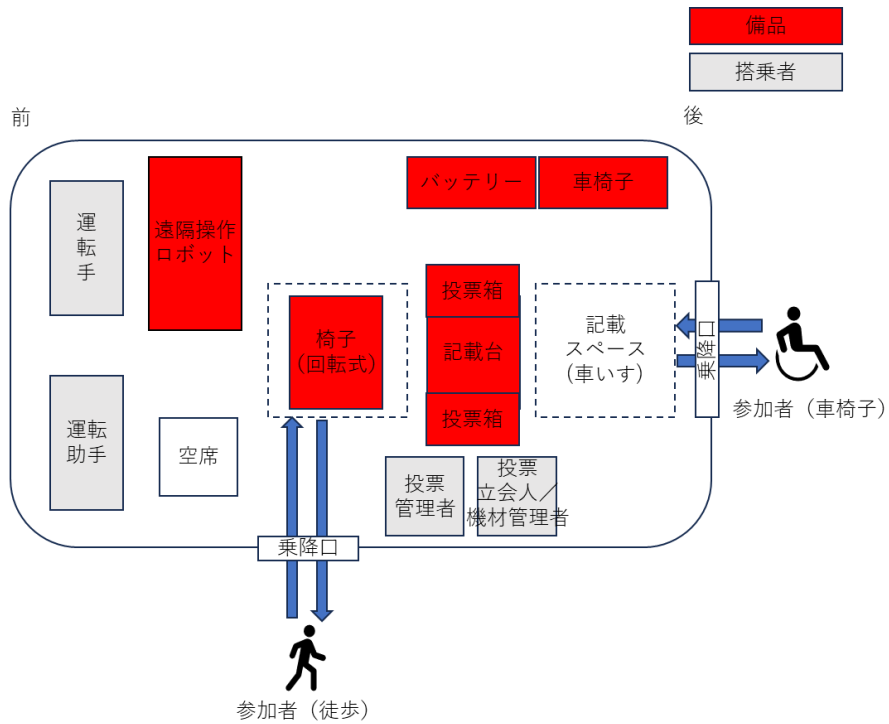 備品
搭乗者
前
後
運
転
手
遠隔操作
ロボット
バッテリー
車椅子
投票箱
椅子
（回転式）
記載台
記載
スペース
（車いす）
乗降口
参加者（車椅子）
投票箱
運転
助手
空席
投票
管理者
投票
立会人／
機材管理者
乗降口
参加者（徒歩）